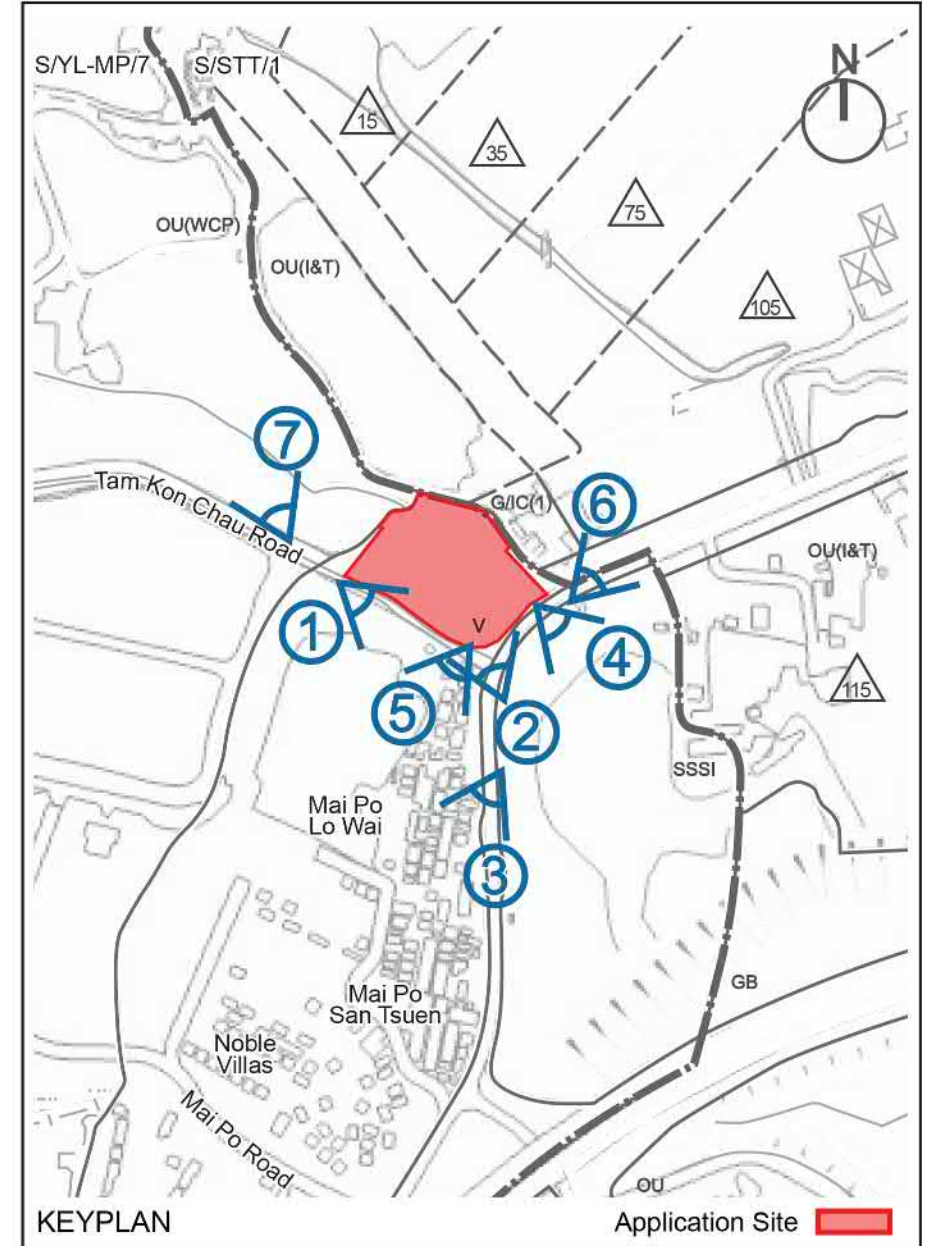 S/YL-MP/7
S/STT/1
N
15
35
75
OU(WCP)
OU(I&T)
105
7
Tam Kon Chau Road
G/IC(1)
6
OU(I&T)
1
V
4
115
5
2
SSSI
Mai Po
Lo Wai
3
GB
Mai Po
San Tsuen
Noble
Villas
Mai Po Road
OU
KEYPLAN
Application Site